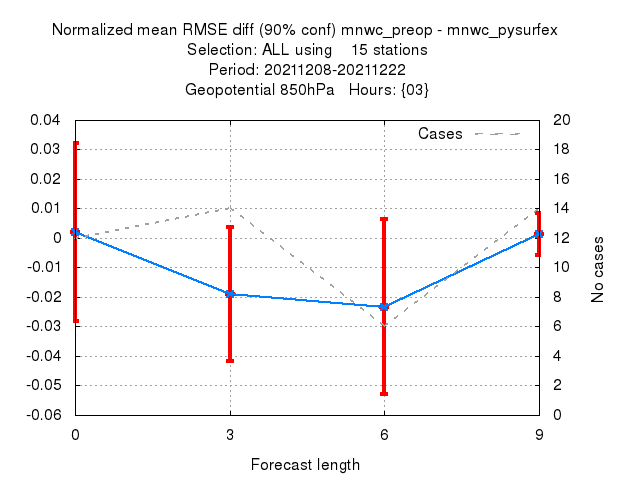 Normalized mean RMSE diff (90% conf) mnwc_preop - mnwc_pysurfex
Selection: ALL using 15 stations
Period: 20211208-20211222
Geopotential 850hPa Hours: {03}
0.04 20
Cases
0.03 18
0.02 16
0.01 14
0 12
-0.01 10
-0.02 8
-0.03 6
-0.04 4
-0.05 2
-0.06 0
No cases
0 3 6 9
Forecast length